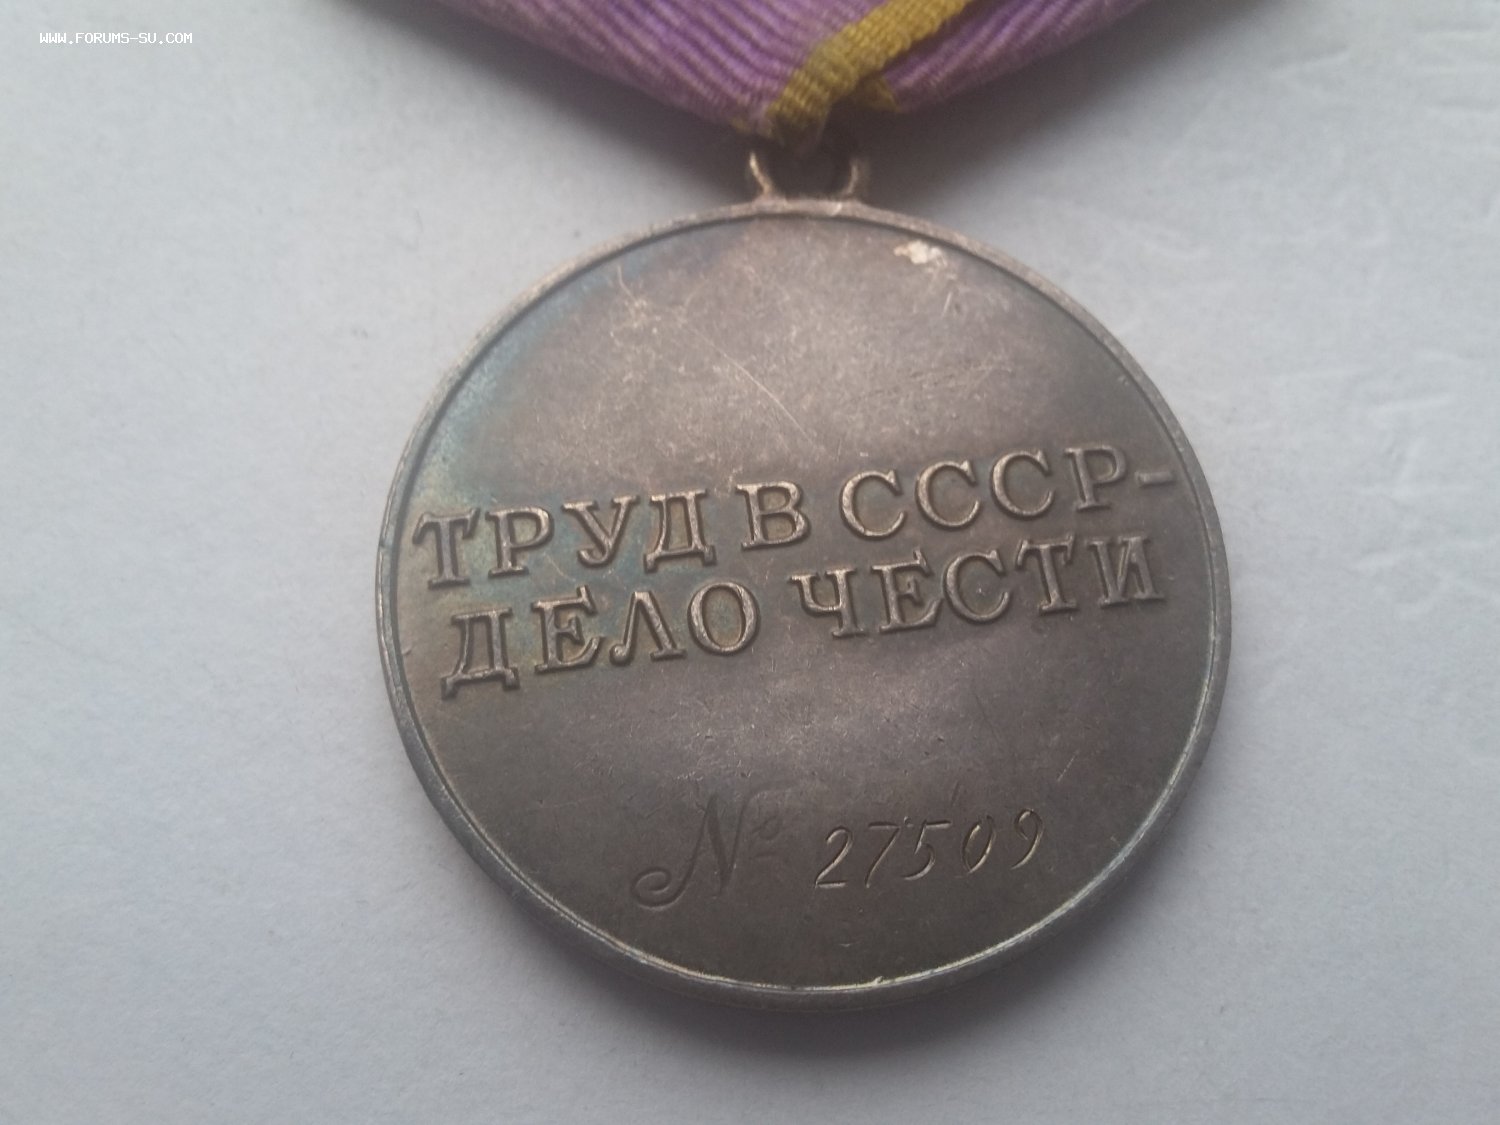 WWW.FORUMS-SU.COM
ТРУД В СССР-
ДЕЛО ЧЕСТИ
№ 27509